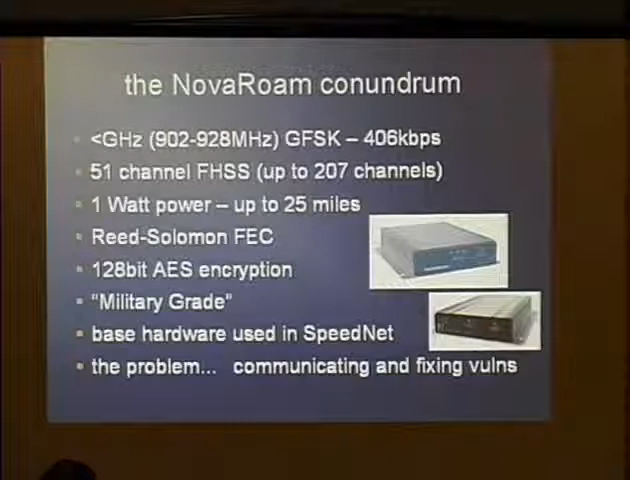 the NovaRoam conundrum
<GHz (902-928MHz) GFSK – 406kbps
51 channel FHSS (up to 207 channels)
1 Watt power – up to 25 miles
Reed-Solomon FEC
128bit AES encryption
"Military Grade"
base hardware used in SpeedNet
the problem... communicating and fixing vulns